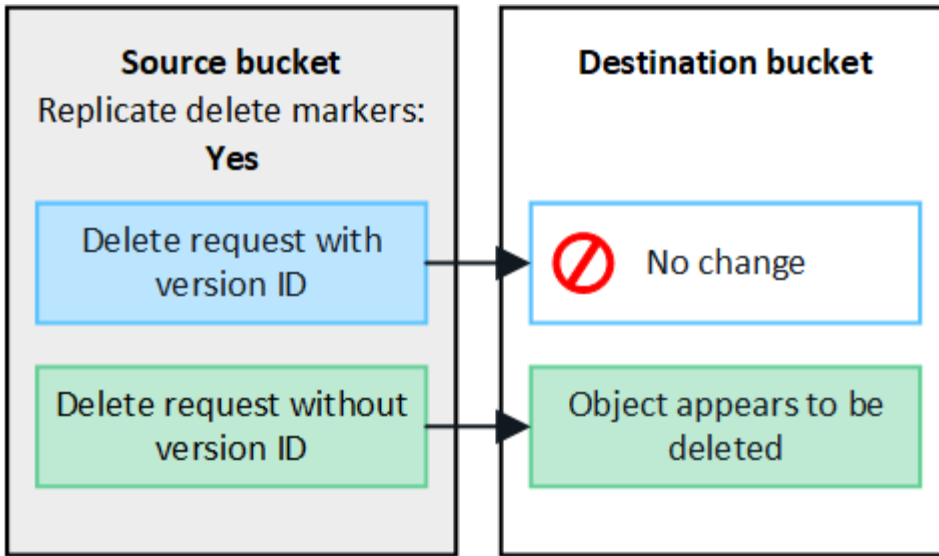 Source bucket
Replicate delete markers:
Yes
Delete request with
version ID
Delete request without
version ID
Destination bucket
No change
Object appears to be
deleted